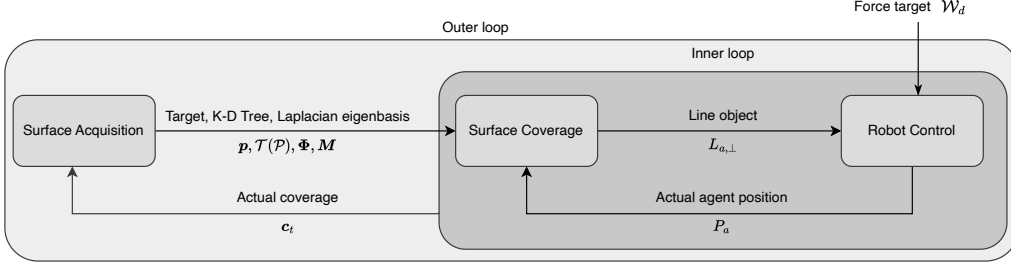 Force target 𝒲_d
Outer loop
Inner loop
Surface Acquisition
Target, K-D Tree, Laplacian eigenbasis
p, 𝒯(𝒫), Φ, M
Surface Coverage
Line object
L_{a,⊥}
Robot Control
Actual coverage
c_t
Actual agent position
P_a